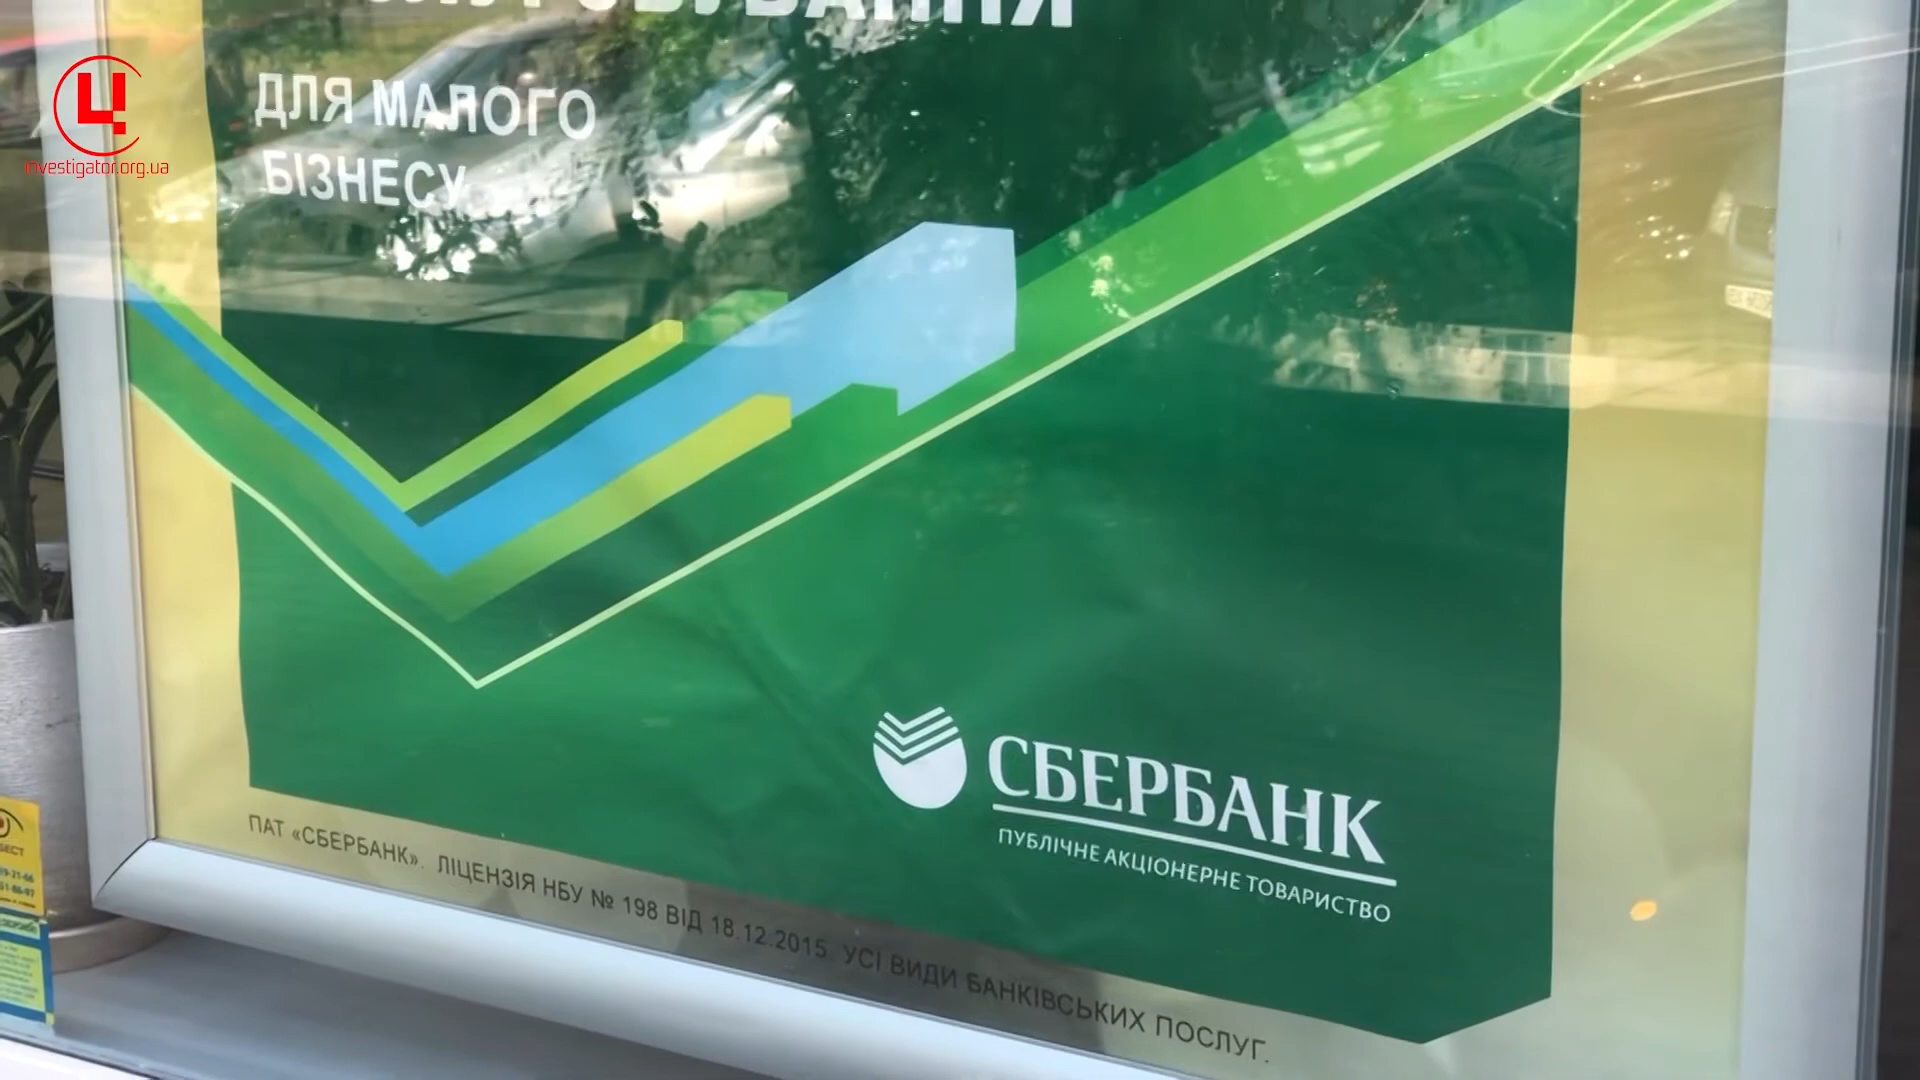 ДЛЯ МАЛОГО
БІЗНЕСУ
Ц
investigator.org.ua
СБЕРБАНК
ПУБЛІЧНЕ АКЦІОНЕРНЕ ТОВАРИСТВО
ПАТ «СБЕРБАНК». ЛІЦЕНЗІЯ НБУ № 198 ВІД 18.12.2015. УСІ ВИДИ БАНКІВСЬКИХ ПОСЛУГ.